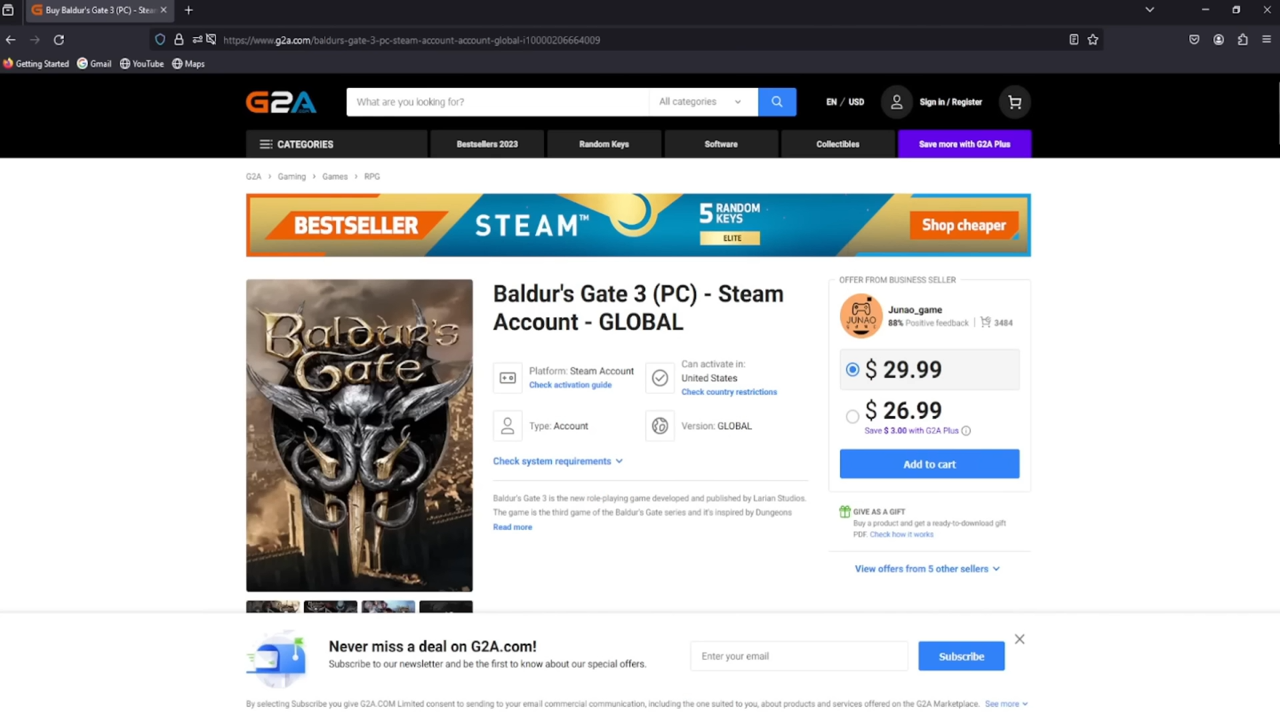 Buy Baldur's Gate 3 (PC) - Steam
https://www.g2a.com/baldurs-gate-3-pc-steam-account-account-global-i10000206664009
Getting Started Gmail YouTube Maps
G2A.COM
What are you looking for?
All categories
EN / USD
Sign in / Register
CATEGORIES
Bestsellers 2023
Random Keys
Software
Collectibles
Save more with G2A Plus
G2A > Gaming > Games > RPG
BESTSELLER
STEAM™
5 RANDOM
KEYS
ELITE
Shop cheaper
BALDUR'S
GATE
Baldur's Gate 3 (PC) - Steam
Account - GLOBAL
Platform: Steam Account
Check activation guide
Can activate in:
United States
Check country restrictions
Type: Account
Version: GLOBAL
Check system requirements
Baldur's Gate 3 is the new role-playing game developed and published by Larian Studios.
The game is the third game of the Baldur's Gate series and it's inspired by Dungeons
Read more
OFFER FROM BUSINESS SELLER
JUNAO
GAME
Junao_game
88% Positive feedback | 3484
$ 29.99
$ 26.99
Save $ 3.00 with G2A Plus
Add to cart
GIVE AS A GIFT
Buy a product and get a ready-to-download gift
PDF. Check how it works
View offers from 5 other sellers
Never miss a deal on G2A.com!
Subscribe to our newsletter and be the first to know about our special offers.
Enter your email
Subscribe
By selecting Subscribe you give G2A.COM Limited consent to sending to your email commercial communication, including the one suited to you, about products and services offered on the G2A Marketplace. See more